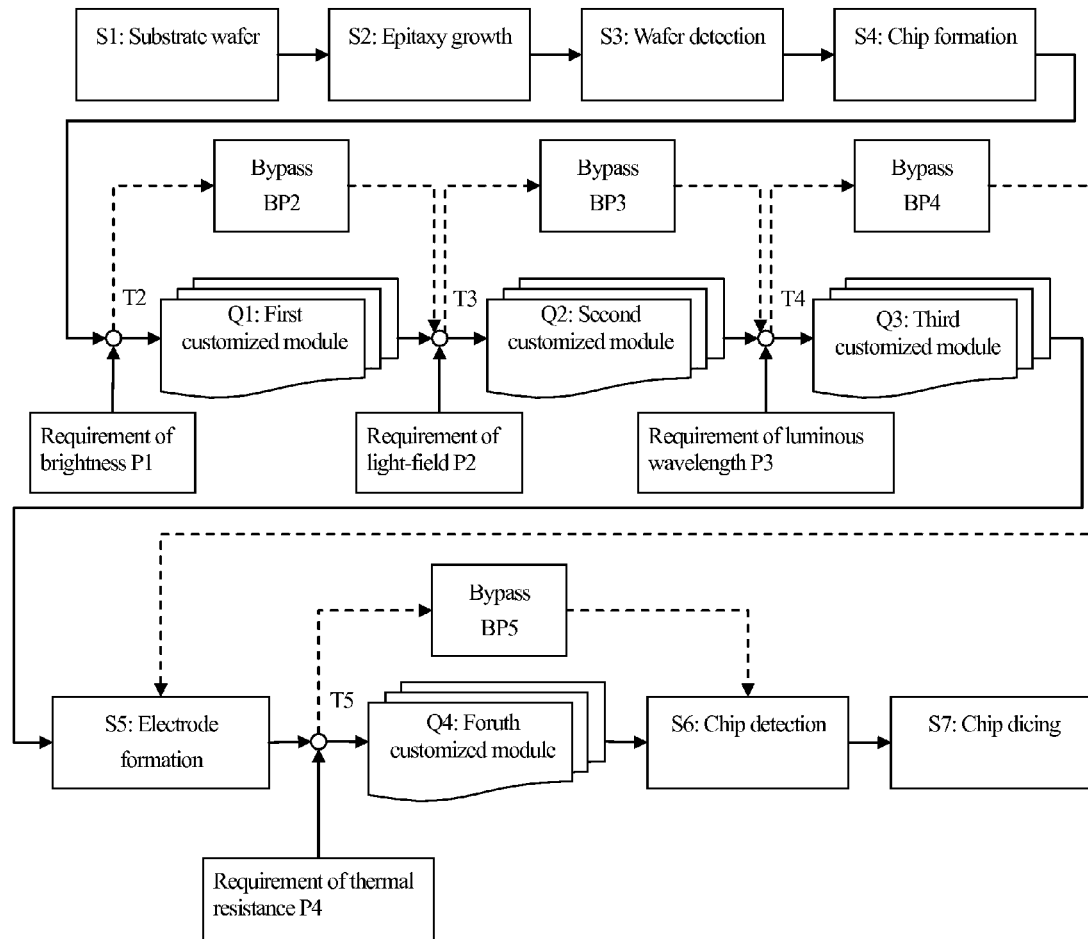 S1: Substrate wafer
S2: Epitaxy growth
S3: Wafer detection
S4: Chip formation
Bypass
BP2
Bypass
BP3
Bypass
BP4
T2
Q1: First
customized module
T3
Q2: Second
customized module
T4
Q3: Third
customized module
Requirement of
brightness P1
Requirement of
light-field P2
Requirement of luminous
wavelength P3
Bypass
BP5
S5: Electrode
formation
T5
Q4: Foruth
customized module
S6: Chip detection
S7: Chip dicing
Requirement of thermal
resistance P4